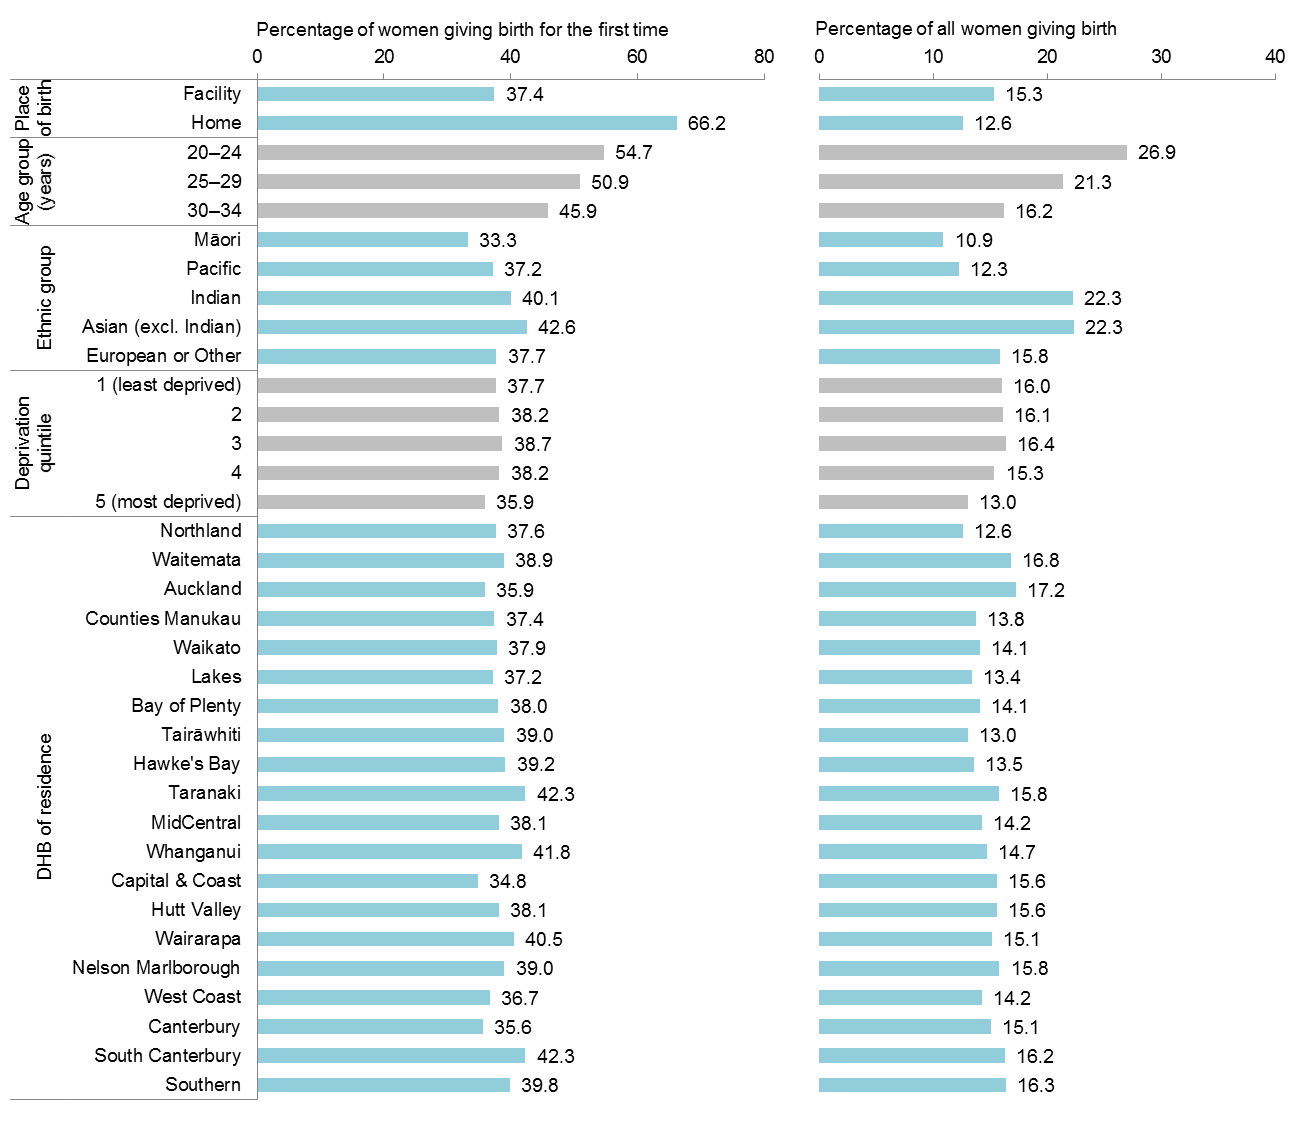 Percentage of women giving birth for the first time
Percentage of all women giving birth
0 20 40 60 80
0 10 20 30 40
Place
of birth
Facility 37.4 15.3
Home 66.2 12.6
Age group
(years)
20–24 54.7 26.9
25–29 50.9 21.3
30–34 45.9 16.2
Ethnic group
Māori 33.3 10.9
Pacific 37.2 12.3
Indian 40.1 22.3
Asian (excl. Indian) 42.6 22.3
European or Other 37.7 15.8
Deprivation
quintile
1 (least deprived) 37.7 16.0
2 38.2 16.1
3 38.7 16.4
4 38.2 15.3
5 (most deprived) 35.9 13.0
DHB of residence
Northland 37.6 12.6
Waitemata 38.9 16.8
Auckland 35.9 17.2
Counties Manukau 37.4 13.8
Waikato 37.9 14.1
Lakes 37.2 13.4
Bay of Plenty 38.0 14.1
Tairāwhiti 39.0 13.0
Hawke's Bay 39.2 13.5
Taranaki 42.3 15.8
MidCentral 38.1 14.2
Whanganui 41.8 14.7
Capital & Coast 34.8 15.6
Hutt Valley 38.1 15.6
Wairarapa 40.5 15.1
Nelson Marlborough 39.0 15.8
West Coast 36.7 14.2
Canterbury 35.6 15.1
South Canterbury 42.3 16.2
Southern 39.8 16.3